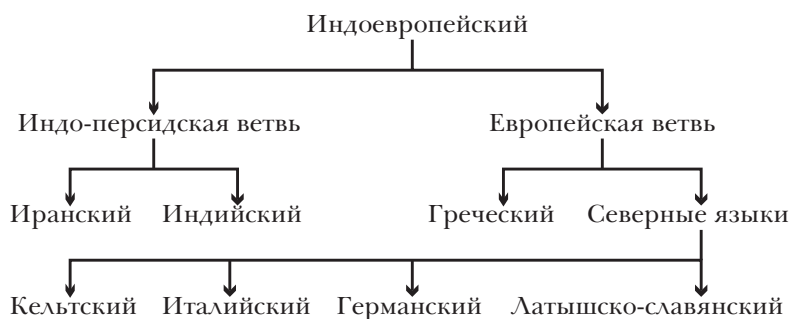 Индоевропейский
Индо-персидская ветвь Европейская ветвь
Иранский Индийский Греческий Северные языки
Кельтский Италийский Германский Латышско-славянский